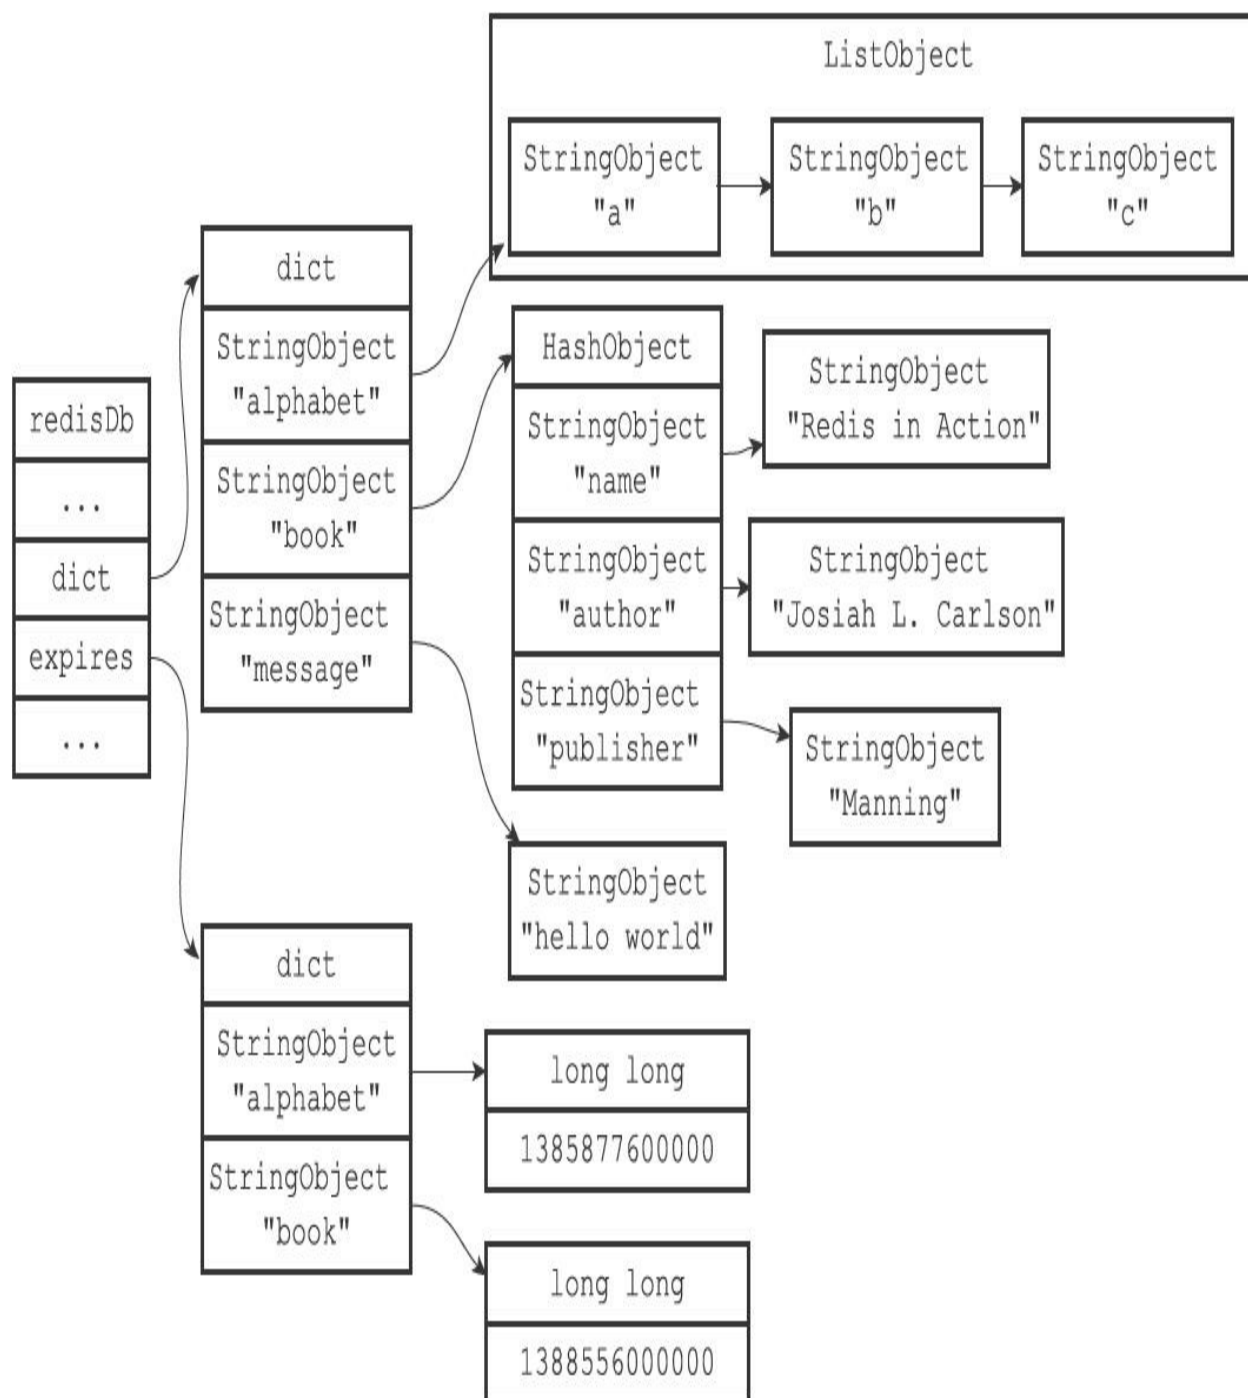 redisDb
...
dict
expires
...
dict
StringObject
"alphabet"
StringObject
"book"
StringObject
"message"
ListObject
StringObject
"a"
StringObject
"b"
StringObject
"c"
HashObject
StringObject
"name"
StringObject
"author"
StringObject
"publisher"
StringObject
"Redis in Action"
StringObject
"Josiah L. Carlson"
StringObject
"Manning"
StringObject
"hello world"
dict
StringObject
"alphabet"
StringObject
"book"
long long
1385877600000
long long
1388556000000